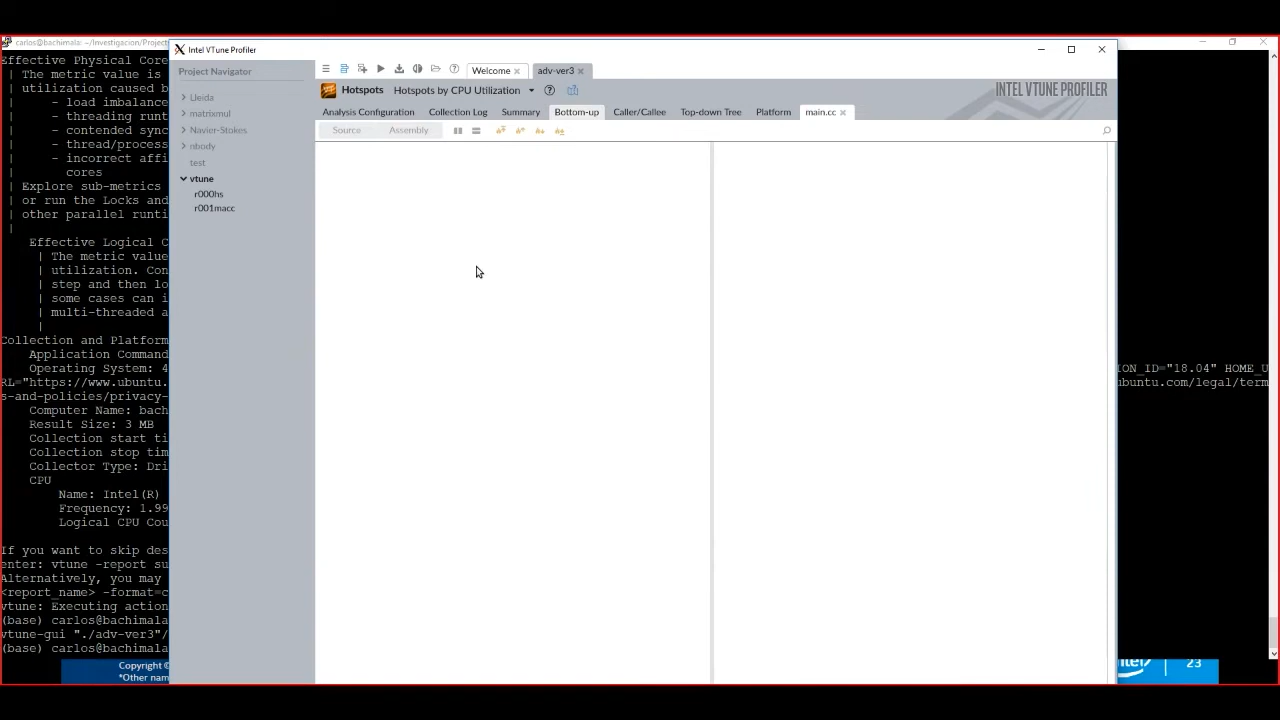 carlos@bachimala: ~/Investigacion/Project
Effective Physical Core
| The metric value is
| utilization caused b
| - load imbalance
| - threading runt
| - contended sync
| - thread/process
| - incorrect affi
| cores
| Explore sub-metrics
| or run the Locks and
| other parallel runti
|
Effective Logical C
| The metric value
| utilization. Con
| step and then lo
| some cases can i
| multi-threaded a
|
Collection and Platform
Application Command
Operating System: 4
ION_ID="18.04" HOME_U
RL="https://www.ubuntu.
ubuntu.com/legal/term
s-and-policies/privacy-
Computer Name: bach
Result Size: 3 MB
Collection start ti
Collection stop tim
Collector Type: Dri
CPU
Name: Intel(R)
Frequency: 1.99
Logical CPU Cou
If you want to skip des
enter: vtune -report su
Alternatively, you may
<report_name> -format=c
vtune: Executing action
(base) carlos@bachimala
vtune-gui "./adv-ver3"/
(base) carlos@bachimala
Intel VTune Profiler
Project Navigator
Lleida
matrixmul
Navier-Stokes
nbody
test
vtune
r000hs
r001macc
Welcome adv-ver3
Hotspots Hotspots by CPU Utilization
INTEL VTUNE PROFILER
Analysis Configuration Collection Log Summary Bottom-up Caller/Callee Top-down Tree Platform main.cc
Source Assembly
Copyright ©
*Other nam
intel 23